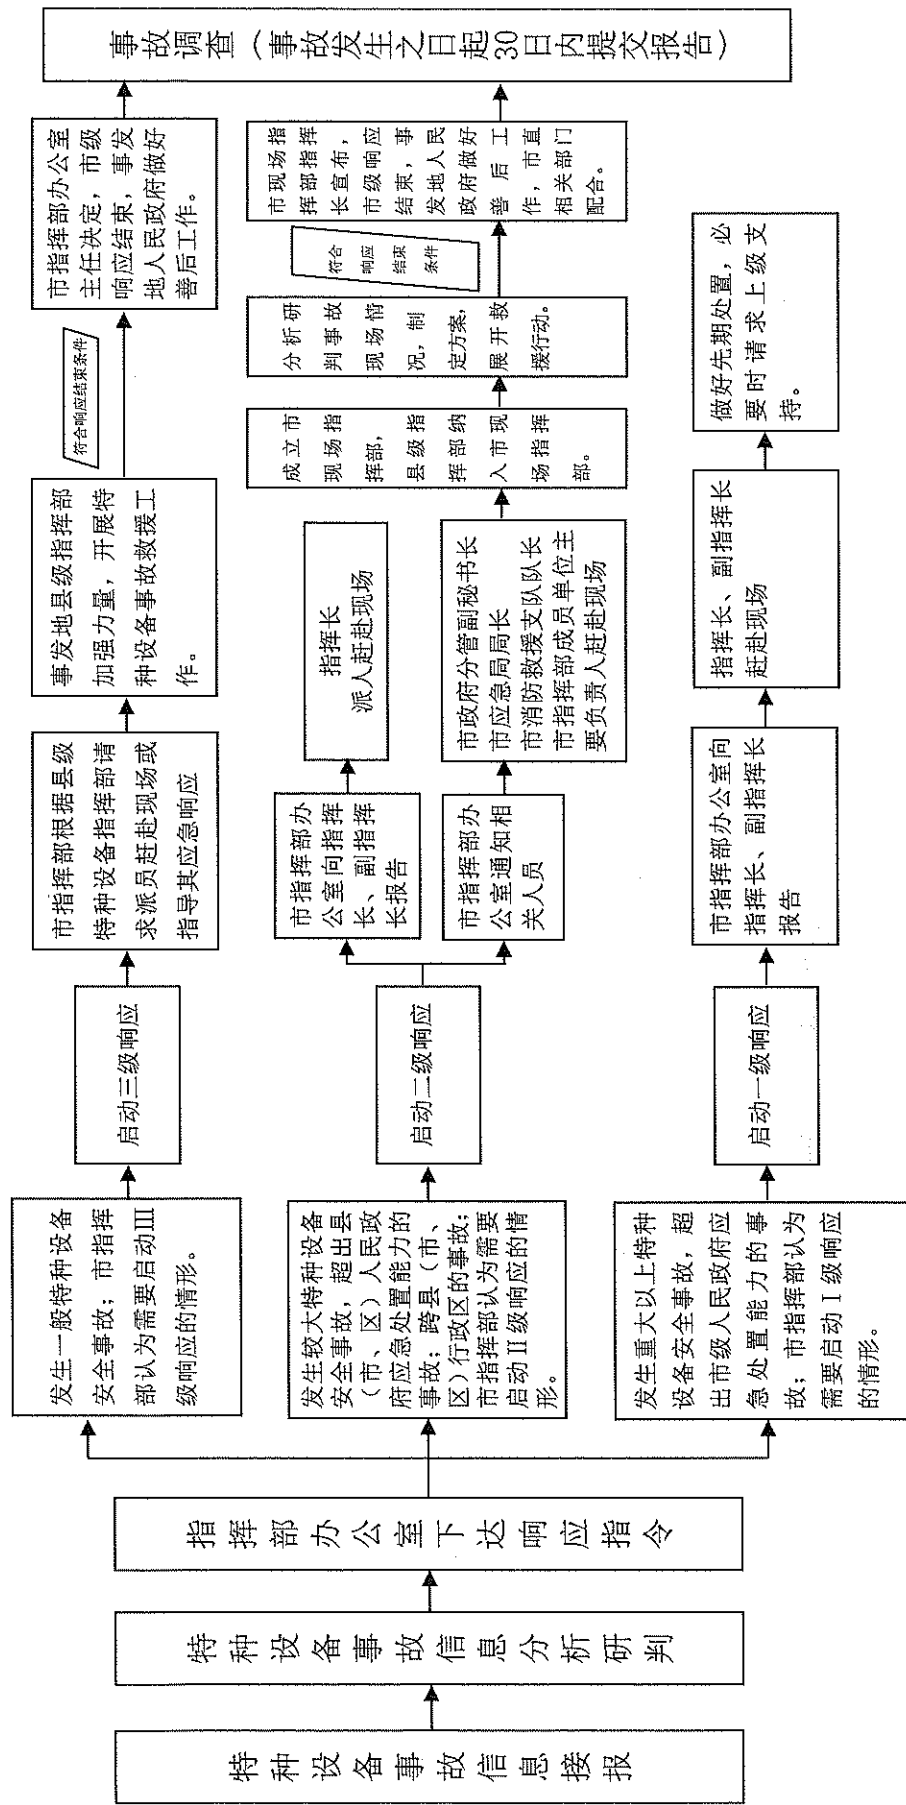 特种设备事故信息接报
特种设备事故信息分析研判
指挥部办公室下达响应指令
发生一般特种设备
安全事故；市指挥
部认为需要启动III
级响应的情形。
启动三级响应
市指挥部根据县级
特种设备指挥部请
求派员赶赴现场或
指导其应急响应
事发地县级指挥部
加强力量，开展特
种设备事故救援工
作。
符合响应结束条件
市指挥部办公室
主任决定，市级
响应结束，事发
地人民政府做好
善后工作。
发生较大特种设备
安全事故，超出县
（市、区）人民政
府应急处置能力的
事故；跨县（市、
区）行政区的事故；
市指挥部认为需要
启动II级响应的情
形。
启动二级响应
市指挥部办
公室向指挥
长、副指挥
长报告
指挥长
派人赶赴现场
市指挥部办
公室通知相
关人员
市政府分管副秘书长
市应急局局长
市消防救援支队队长
市指挥部成员单位主
要负责人赶赴现场
成立市
现场指
挥部，
县级指
挥部纳
入市现
场指挥
部。
分析研
判事故
现场情
况，制
定方案，
展开救
援行动。
符合
响应
结束
条件
市现场指
挥部指挥
长宣布，
市级响应
结束，事
发地人民
政府做好
善后工
作，市直
相关部门
配合。
发生重大以上特种
设备安全事故，超
出市级人民政府应
急处置能力的事
故；市指挥部认为
需要启动I级响应
的情形。
启动一级响应
市指挥部办公室向
指挥长、副指挥长
报告
指挥长、副指挥长
赶赴现场
做好先期处置，必
要时请求上级支
持。
事故调查（事故发生之日起30日内提交报告）